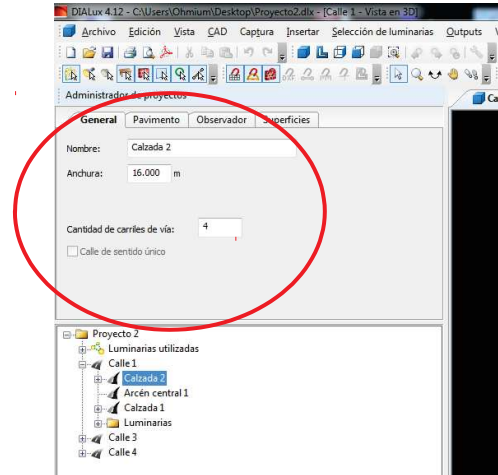 DIALux 4.12 - C:\Users\Ohmium\Desktop\Proyecto2.dlx - [Calle 1 - Vista en 3D]
Archivo Edición Vista CAD Captura Insertar Selección de luminarias Outputs V
Administrador de proyectos
Ca
General Pavimento Observador Superficies
Nombre: Calzada 2
Anchura: 16.000 m
Cantidad de carriles de vía: 4
Calle de sentido único
Proyecto 2
Luminarias utilizadas
Calle 1
Calzada 2
Arcén central 1
Calzada 1
Luminarias
Calle 3
Calle 4